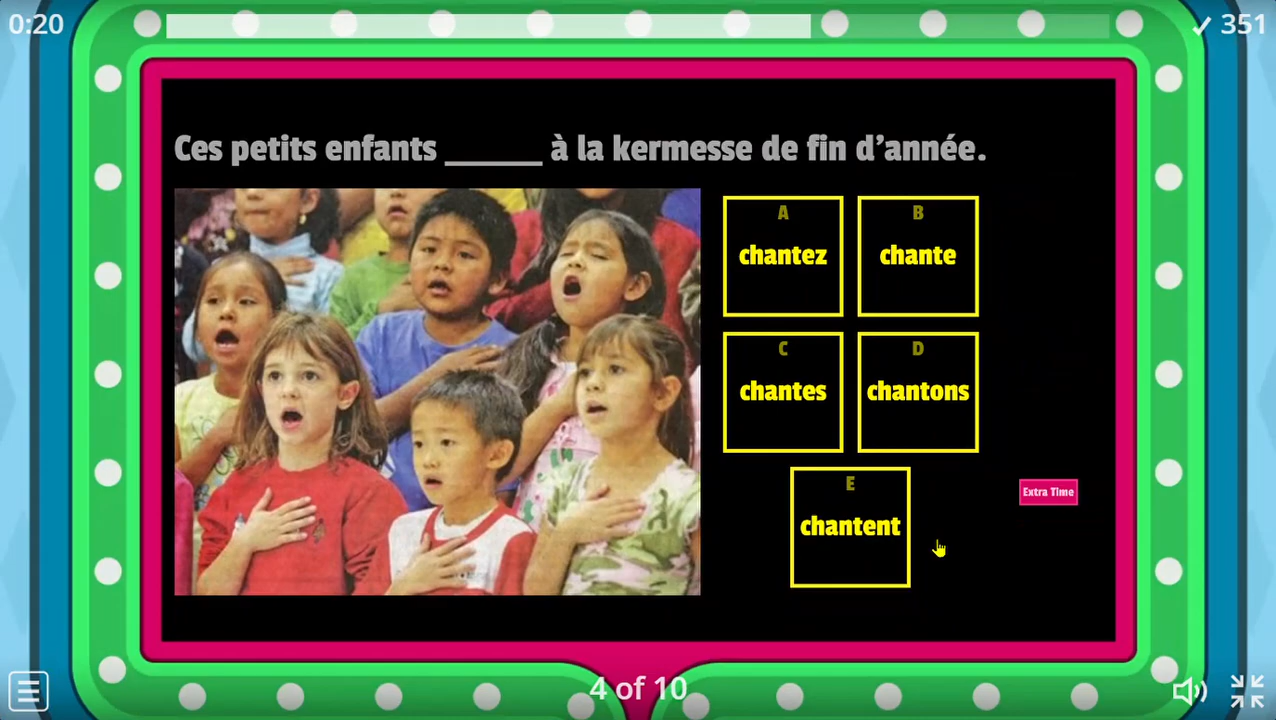 0:20
✓ 351
Ces petits enfants ______ à la kermesse de fin d’année.
A
chantez
B
chante
C
chantes
D
chantons
E
chantent
Extra Time
4 of 10